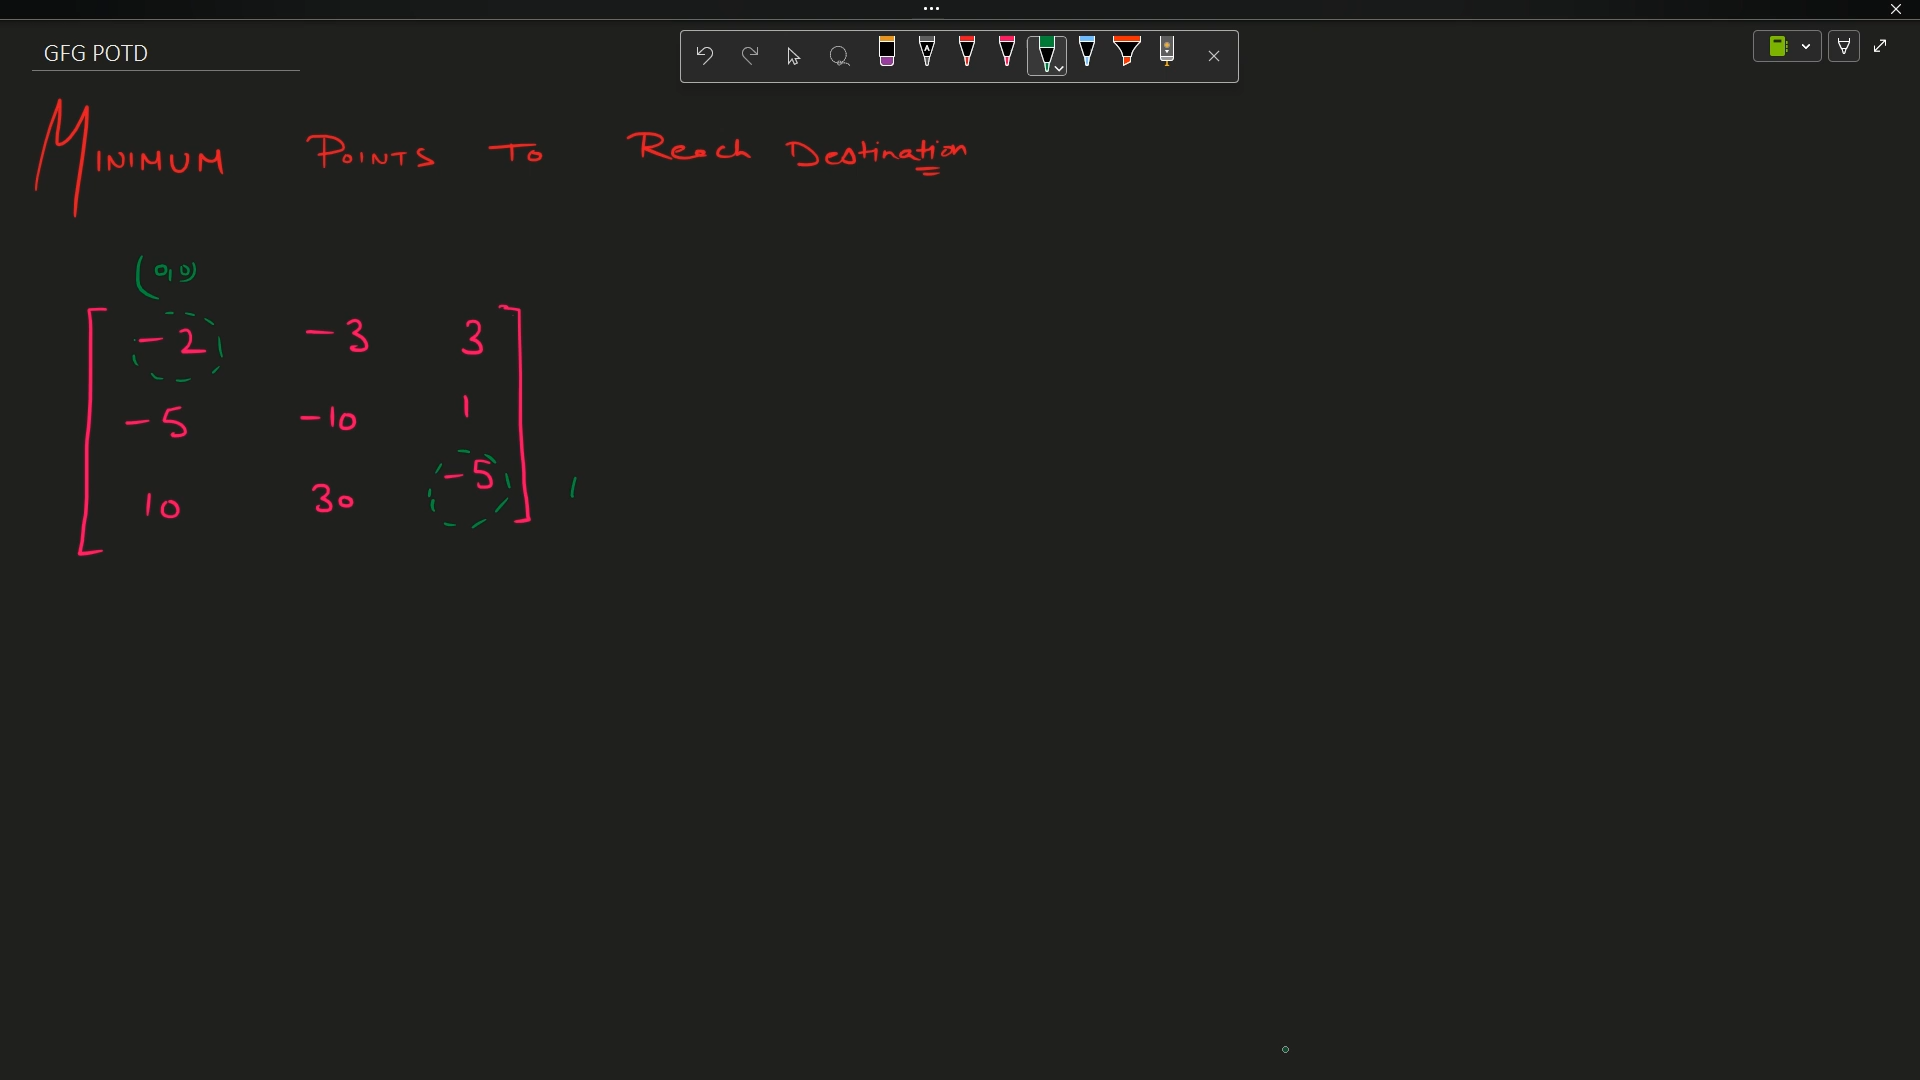 GFG POTD
MINIMUM POINTS TO Reach Destination
(0,0)
-2 -3 3
-5 -10 1
10 30 -5